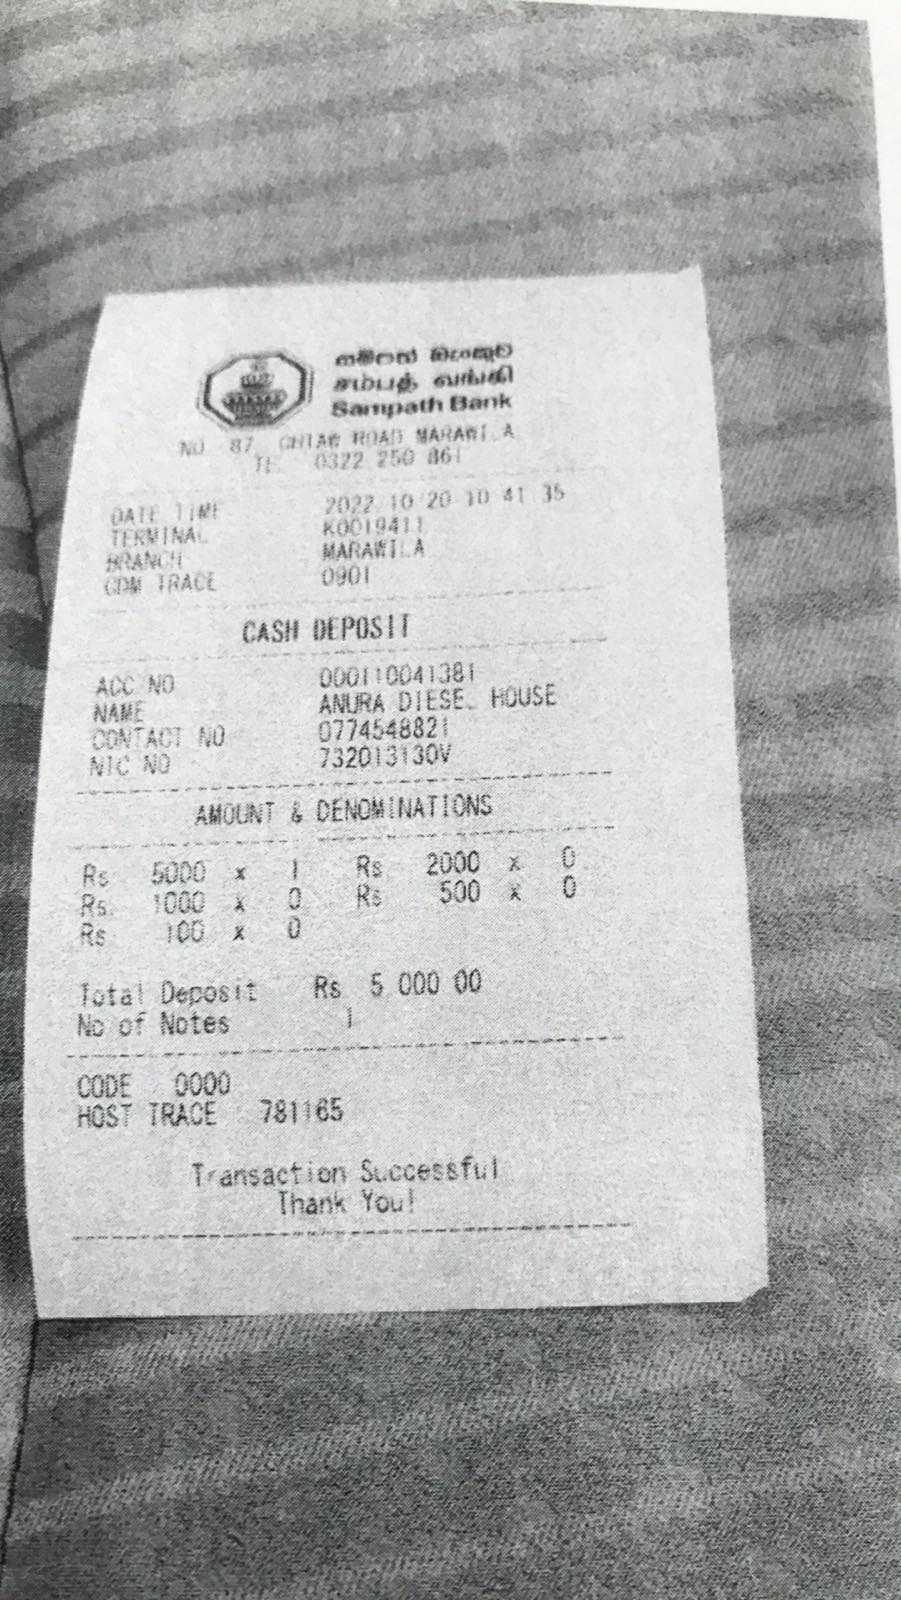 සම්පත් බැංකුව
சம்பத் வங்கி
Sampath Bank
NO 87 ROAD MARAWI.A
TE 0322 250 861
DATE TIME 2022 10 20 10 41 35
TERMINAL K0019411
BRANCH MARAWI.A
CDM TRACE 0901
CASH DEPOSIT
ACC NO 000110041381
NAME ANURA DIESE. HOUSE
CONTACT NO 0774548821
NIC NO 732013130V
AMOUNT & DENOMINATIONS
Rs 5000 x 1 Rs 2000 x 0
Rs. 1000 x 0 Rs 500 x 0
Rs 100 x 0
Total Deposit Rs 5 000 00
No of Notes 1
CODE 0000
HOST TRACE 781165
Transaction Successful
Thank You!